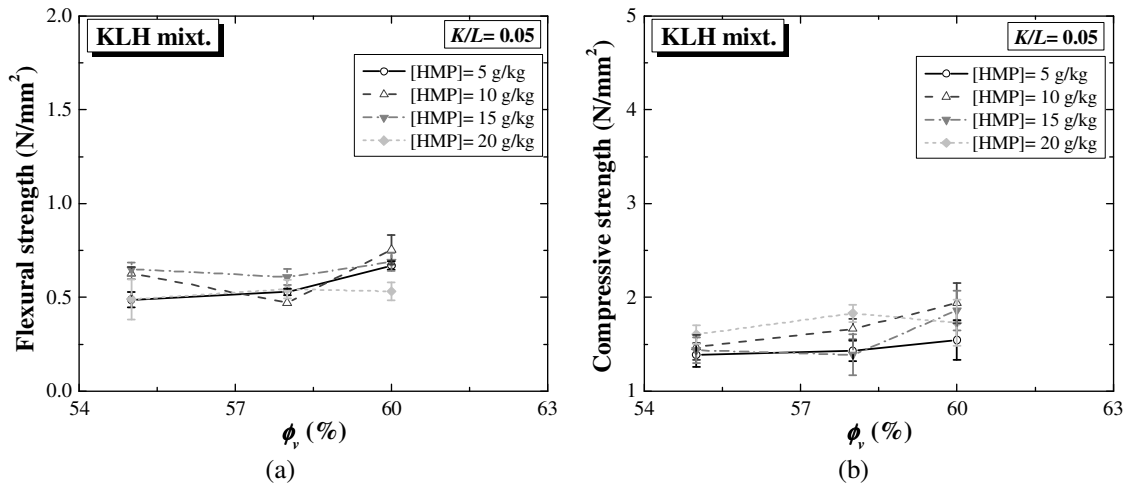 KLH mixt.
K/L= 0.05
[HMP]= 5 g/kg
[HMP]= 10 g/kg
[HMP]= 15 g/kg
[HMP]= 20 g/kg
Flexural strength (N/mm²)
2.0
1.5
1.0
0.5
0.0
54 57 60 63
ϕᵥ (%)
(a)
KLH mixt.
K/L= 0.05
[HMP]= 5 g/kg
[HMP]= 10 g/kg
[HMP]= 15 g/kg
[HMP]= 20 g/kg
Compressive strength (N/mm²)
5
4
3
2
1
54 57 60 63
ϕᵥ (%)
(b)